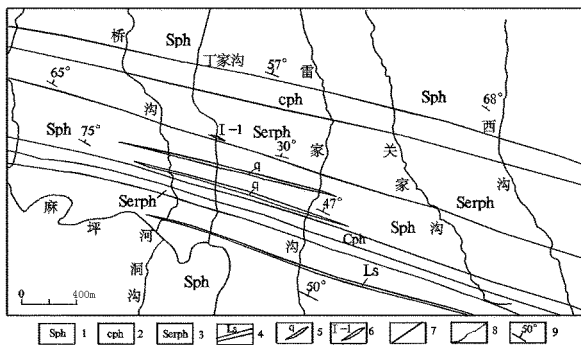 桥沟
Sph
丁家沟
57°
雷家沟
Sph
65°
cph
68°
西沟
Sph
75°
I-1
Serph
30°
关家沟
q
q
Serph
Serph
47°
Sph
麻坪河
Cph
洞沟
Sph
Ls
50°
0 400m
Sph 1 cph 2 Serph 3 Ls 4 q 5 I-1 6 7 8 50° 9